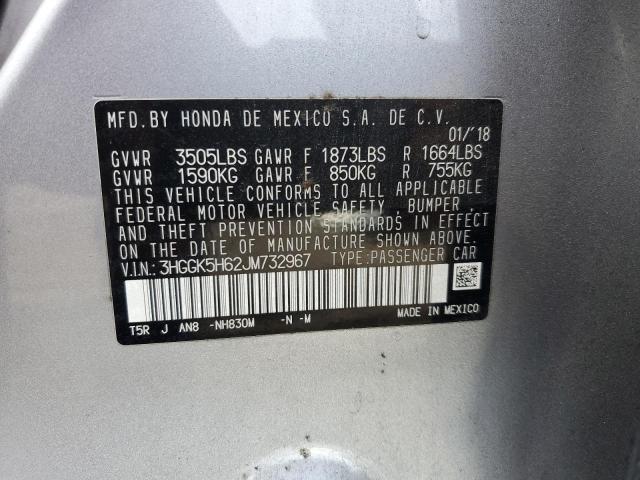 MFD. BY HONDA DE MEXICO S.A. DE C.V.
01/'18
GVWR 3505LBS GAWR F 1873LBS R 1664LBS
GVWR 1590KG GAWR F 850KG R 755KG
THIS VEHICLE CONFORMS TO ALL APPLICABLE
FEDERAL MOTOR VEHICLE SAFETY, BUMPER,
AND THEFT PREVENTION STANDARDS IN EFFECT
ON THE DATE OF MANUFACTURE SHOWN ABOVE.
V.I.N.: 3HGGK5H62JM732967 TYPE:PASSENGER CAR
T5R J AN8 -NH830M -N -M MADE IN MEXICO